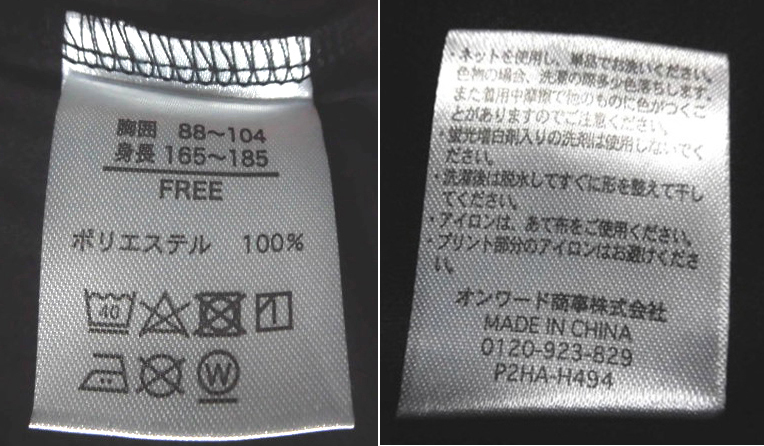 胸囲 88～104
身長 165～185
FREE
ポリエステル 100%
40
W
・ネットを使用し、単品でお洗いください。
色物の場合、洗濯の際多少色落ちします。
また着用中摩擦で他のものに色がつくこ
とがありますのでご注意ください。
・蛍光増白剤入りの洗剤は使用しないでく
ださい。
・洗濯後は脱水してすぐに形を整えて干し
てください。
・アイロンは、あて布をご使用ください。
・プリント部分のアイロンはお避けくださ
い。
オンワード商事株式会社
MADE IN CHINA
0120-923-829
P2HA-H494